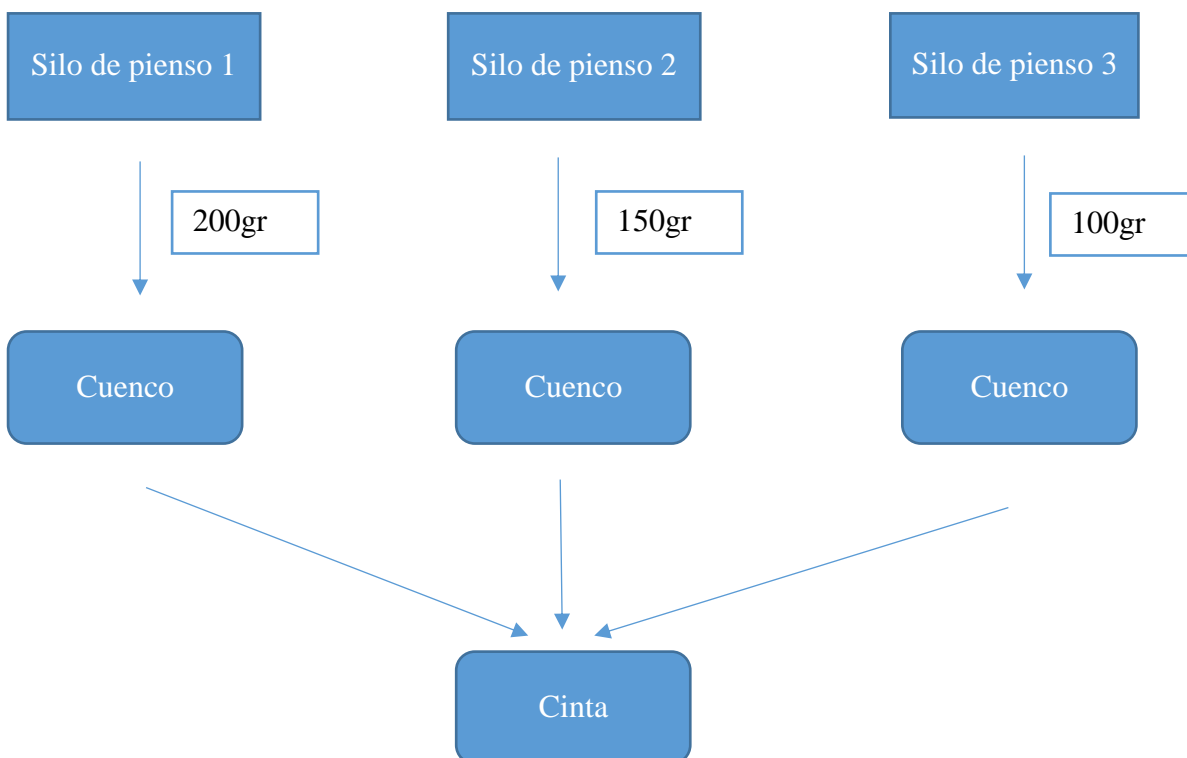 Silo de pienso 1
Silo de pienso 2
Silo de pienso 3
200gr
150gr
100gr
Cuenco
Cuenco
Cuenco
Cinta